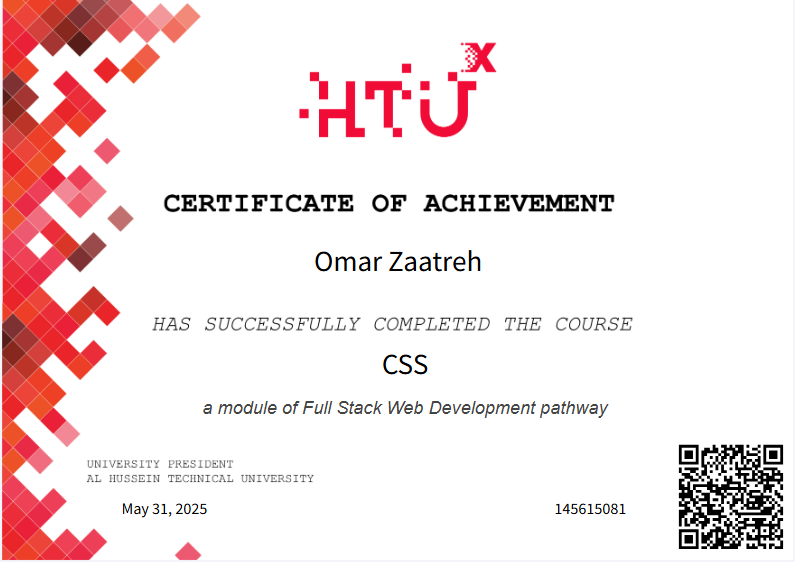 HTUX
CERTIFICATE OF ACHIEVEMENT
Omar Zaatreh
HAS SUCCESSFULLY COMPLETED THE COURSE
CSS
a module of Full Stack Web Development pathway
UNIVERSITY PRESIDENT
AL HUSSEIN TECHNICAL UNIVERSITY
May 31, 2025
145615081